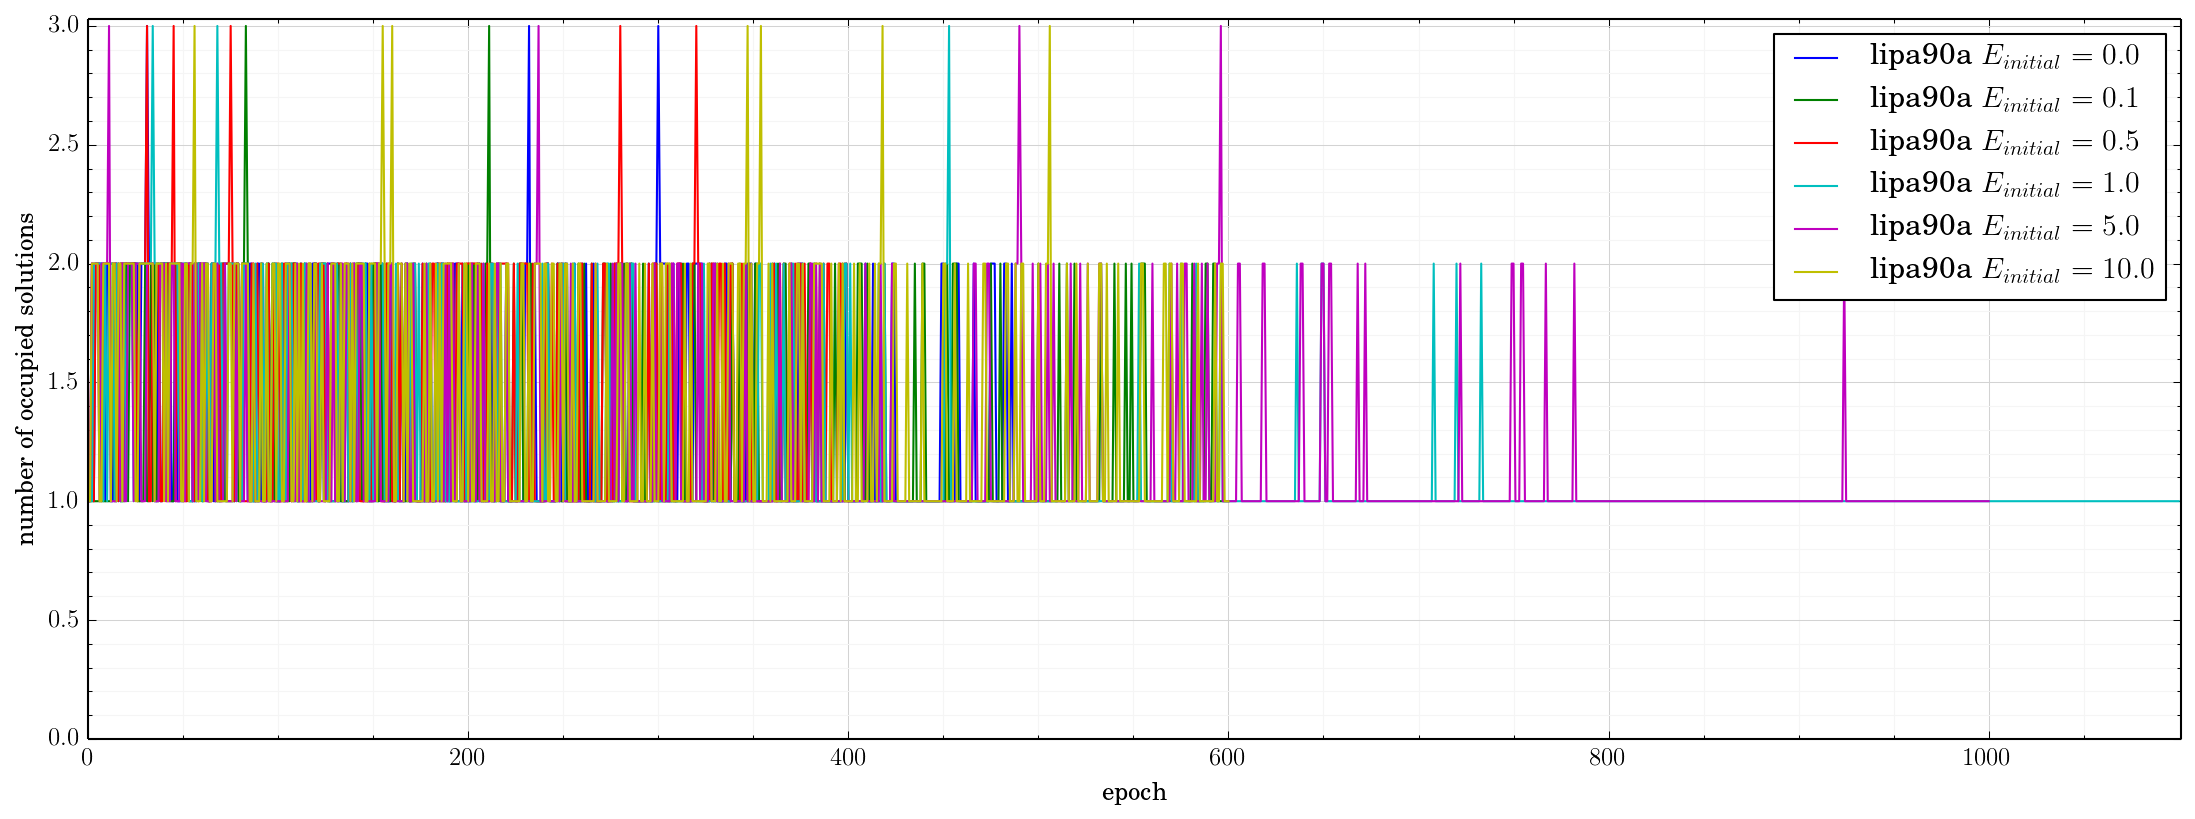 3.0
2.5
2.0
1.5
1.0
0.5
0.0
number of occupied solutions
0 200 400 600 800 1000
epoch
lipa90a E_initial = 0.0
lipa90a E_initial = 0.1
lipa90a E_initial = 0.5
lipa90a E_initial = 1.0
lipa90a E_initial = 5.0
lipa90a E_initial = 10.0